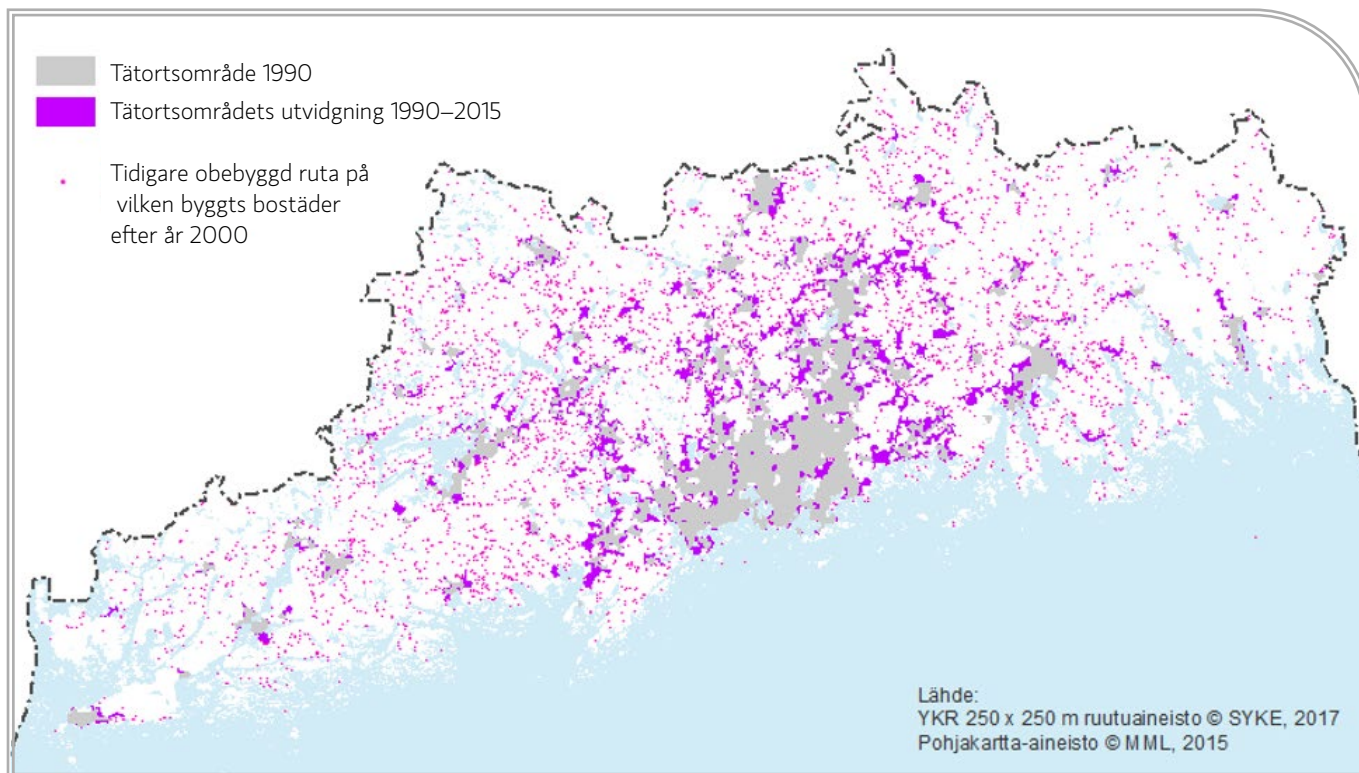 Tätortsområde 1990
Tätortsområdets utvidgning 1990–2015
Tidigare obebyggd ruta på
vilken byggts bostäder
efter år 2000
Lähde:
YKR 250 x 250 m ruutuaineisto © SYKE, 2017
Pohjakartta-aineisto © MML, 2015